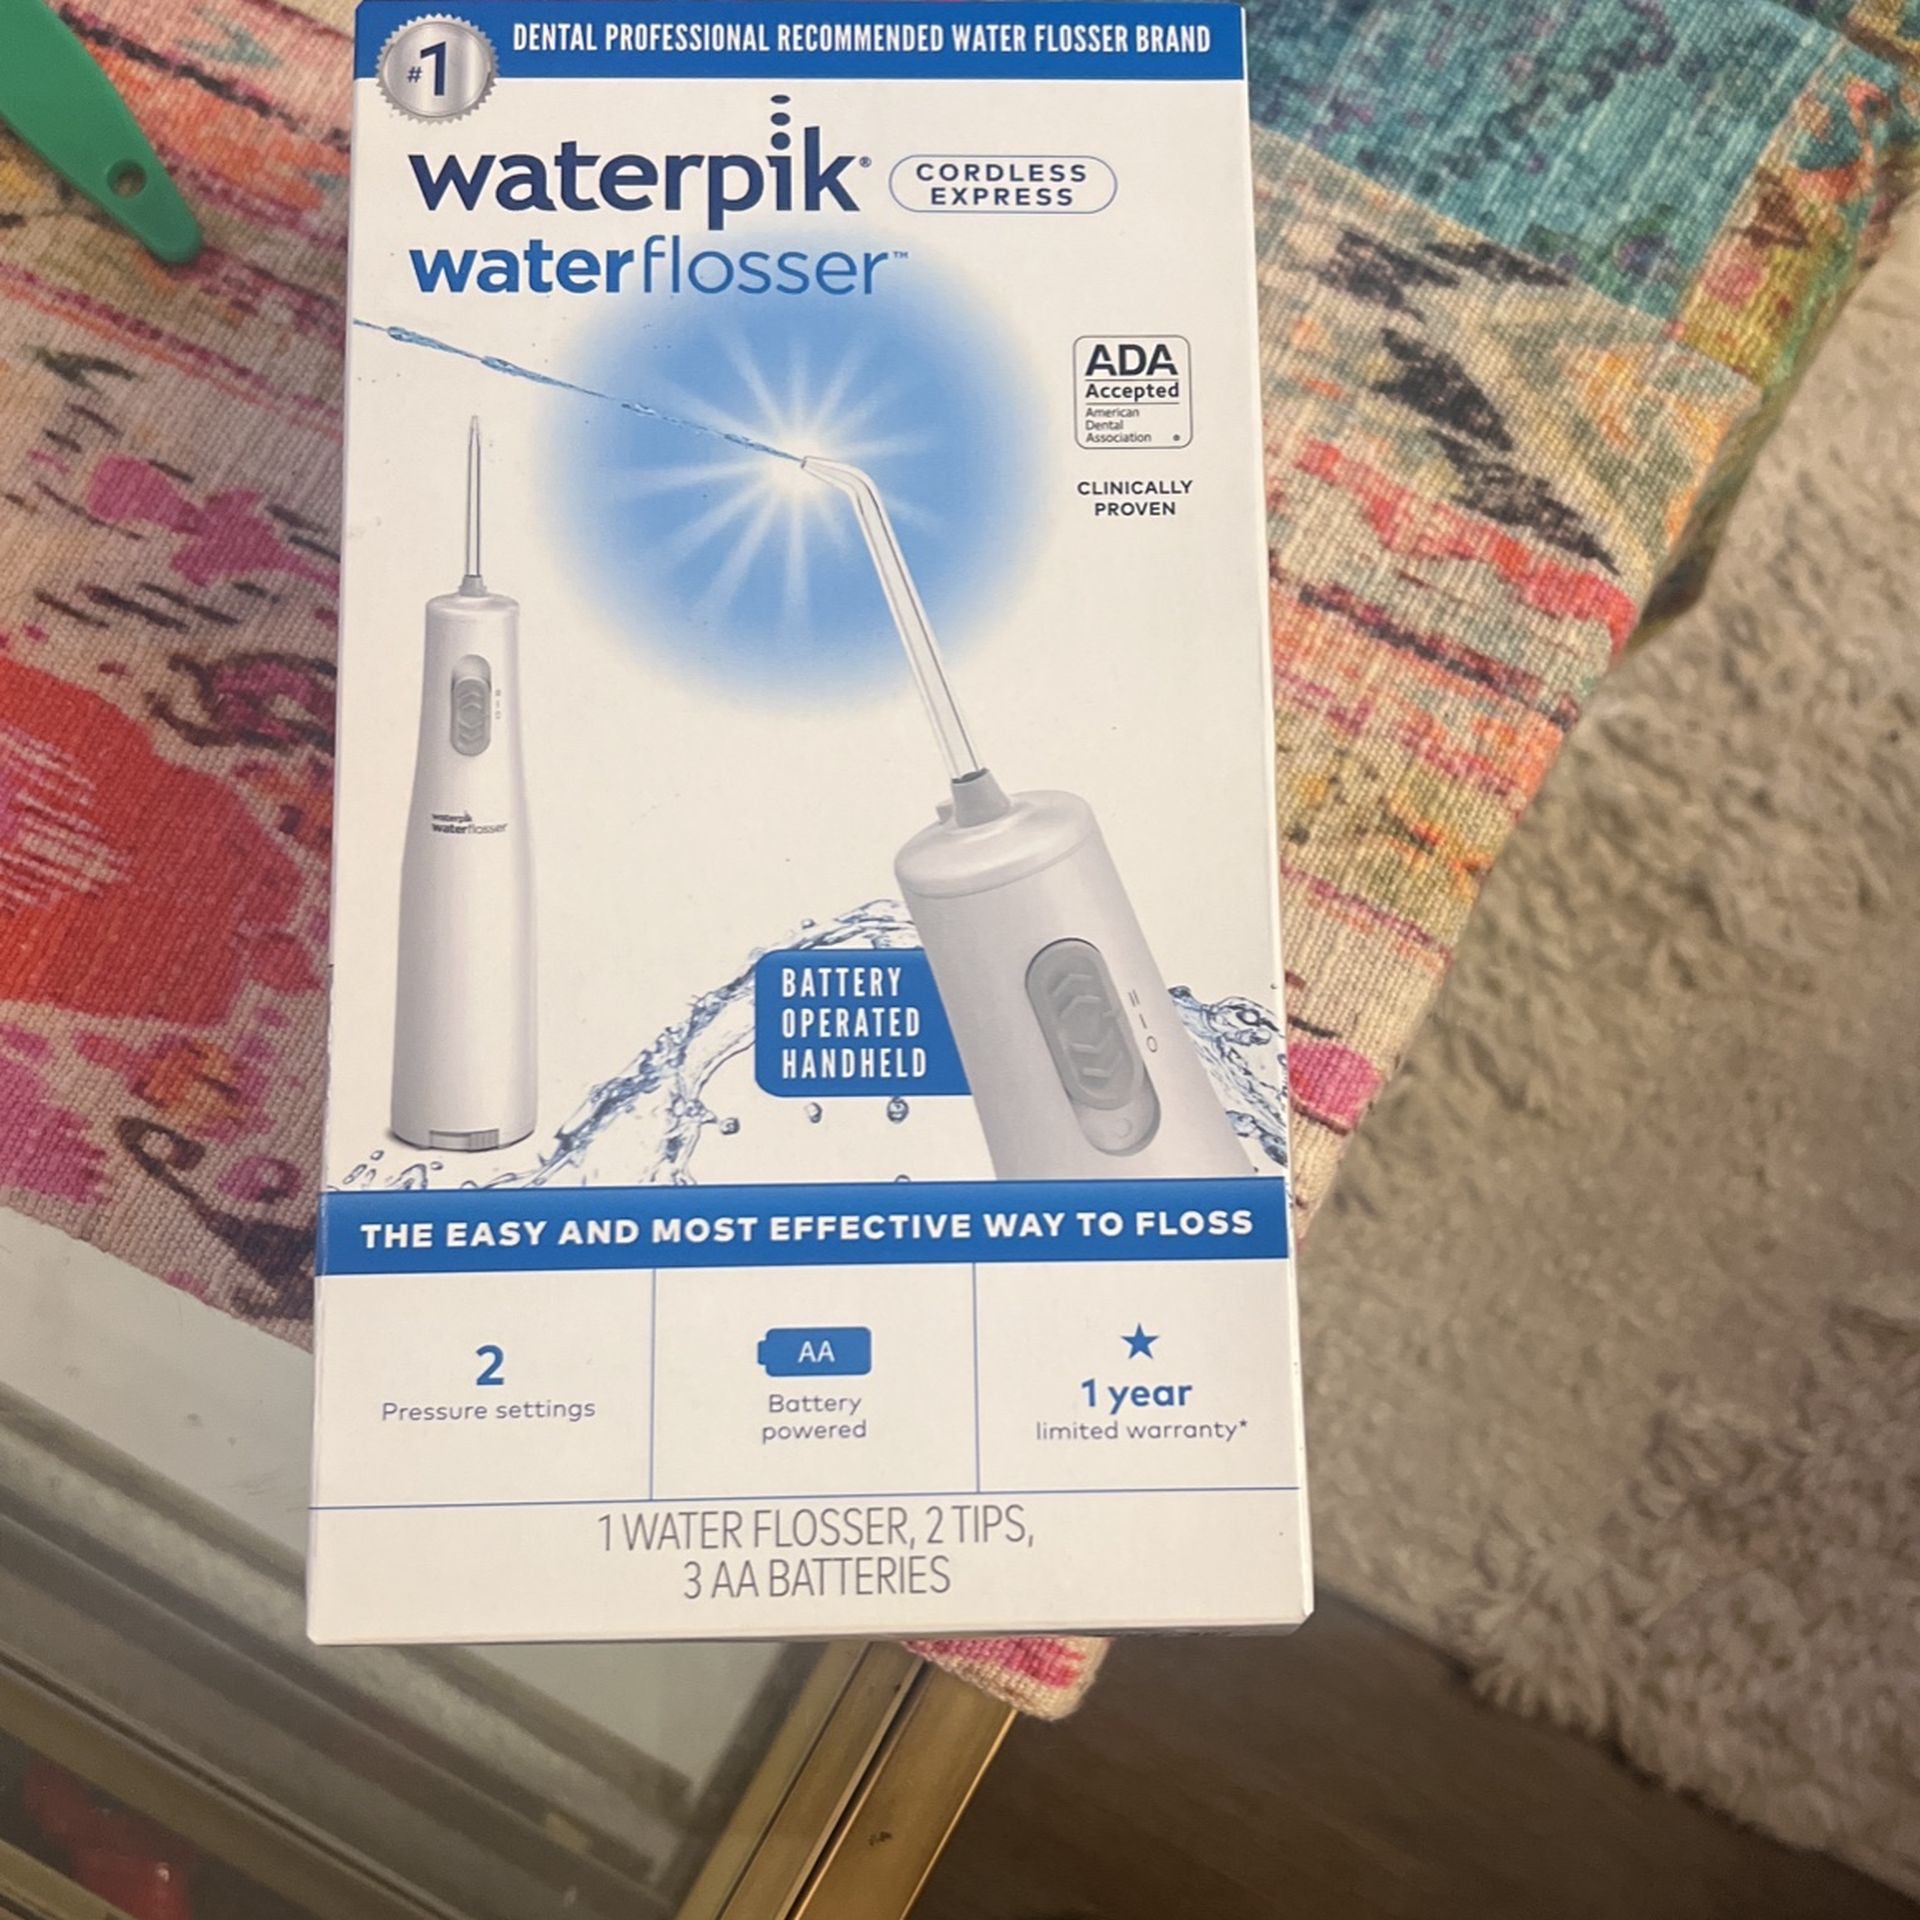 #1 DENTAL PROFESSIONAL RECOMMENDED WATER FLOSSER BRAND
waterpik® CORDLESS
EXPRESS
waterflosser™
ADA
Accepted
American
Dental
Association ®
CLINICALLY
PROVEN
waterpik
waterflosser
BATTERY
OPERATED
HANDHELD
THE EASY AND MOST EFFECTIVE WAY TO FLOSS
2
Pressure settings
AA
Battery
powered
1 year
limited warranty*
1 WATER FLOSSER, 2 TIPS,
3 AA BATTERIES